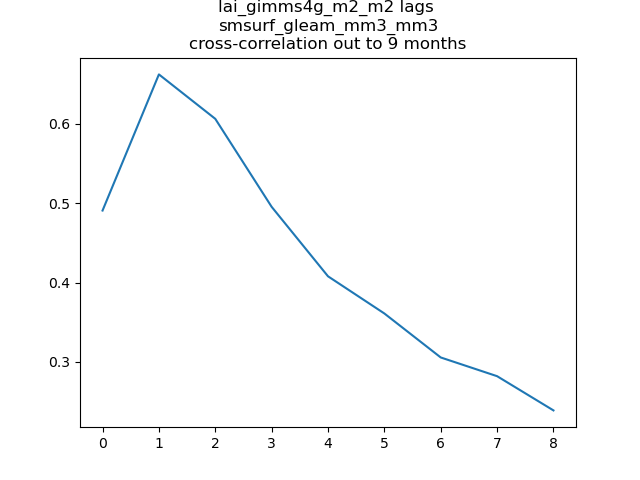 lai_gimms4g_m2_m2 lags
smsurf_gleam_mm3_mm3
cross-correlation out to 9 months
0.6
0.5
0.4
0.3
0 1 2 3 4 5 6 7 8